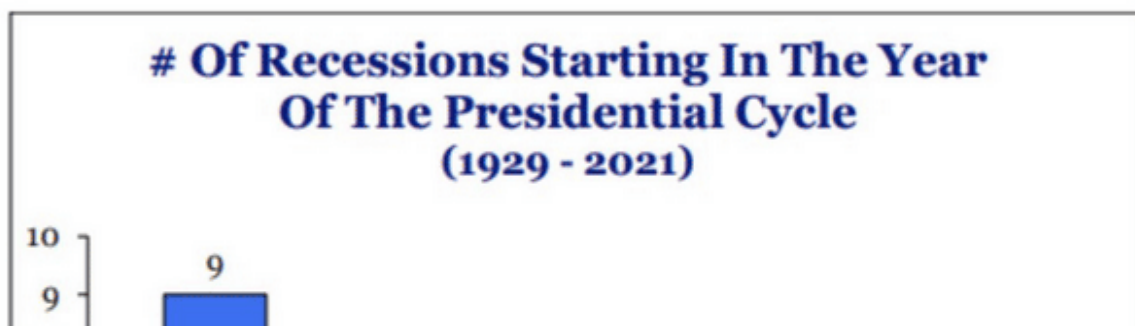 # Of Recessions Starting In The Year
Of The Presidential Cycle
(1929 - 2021)
10
9
9